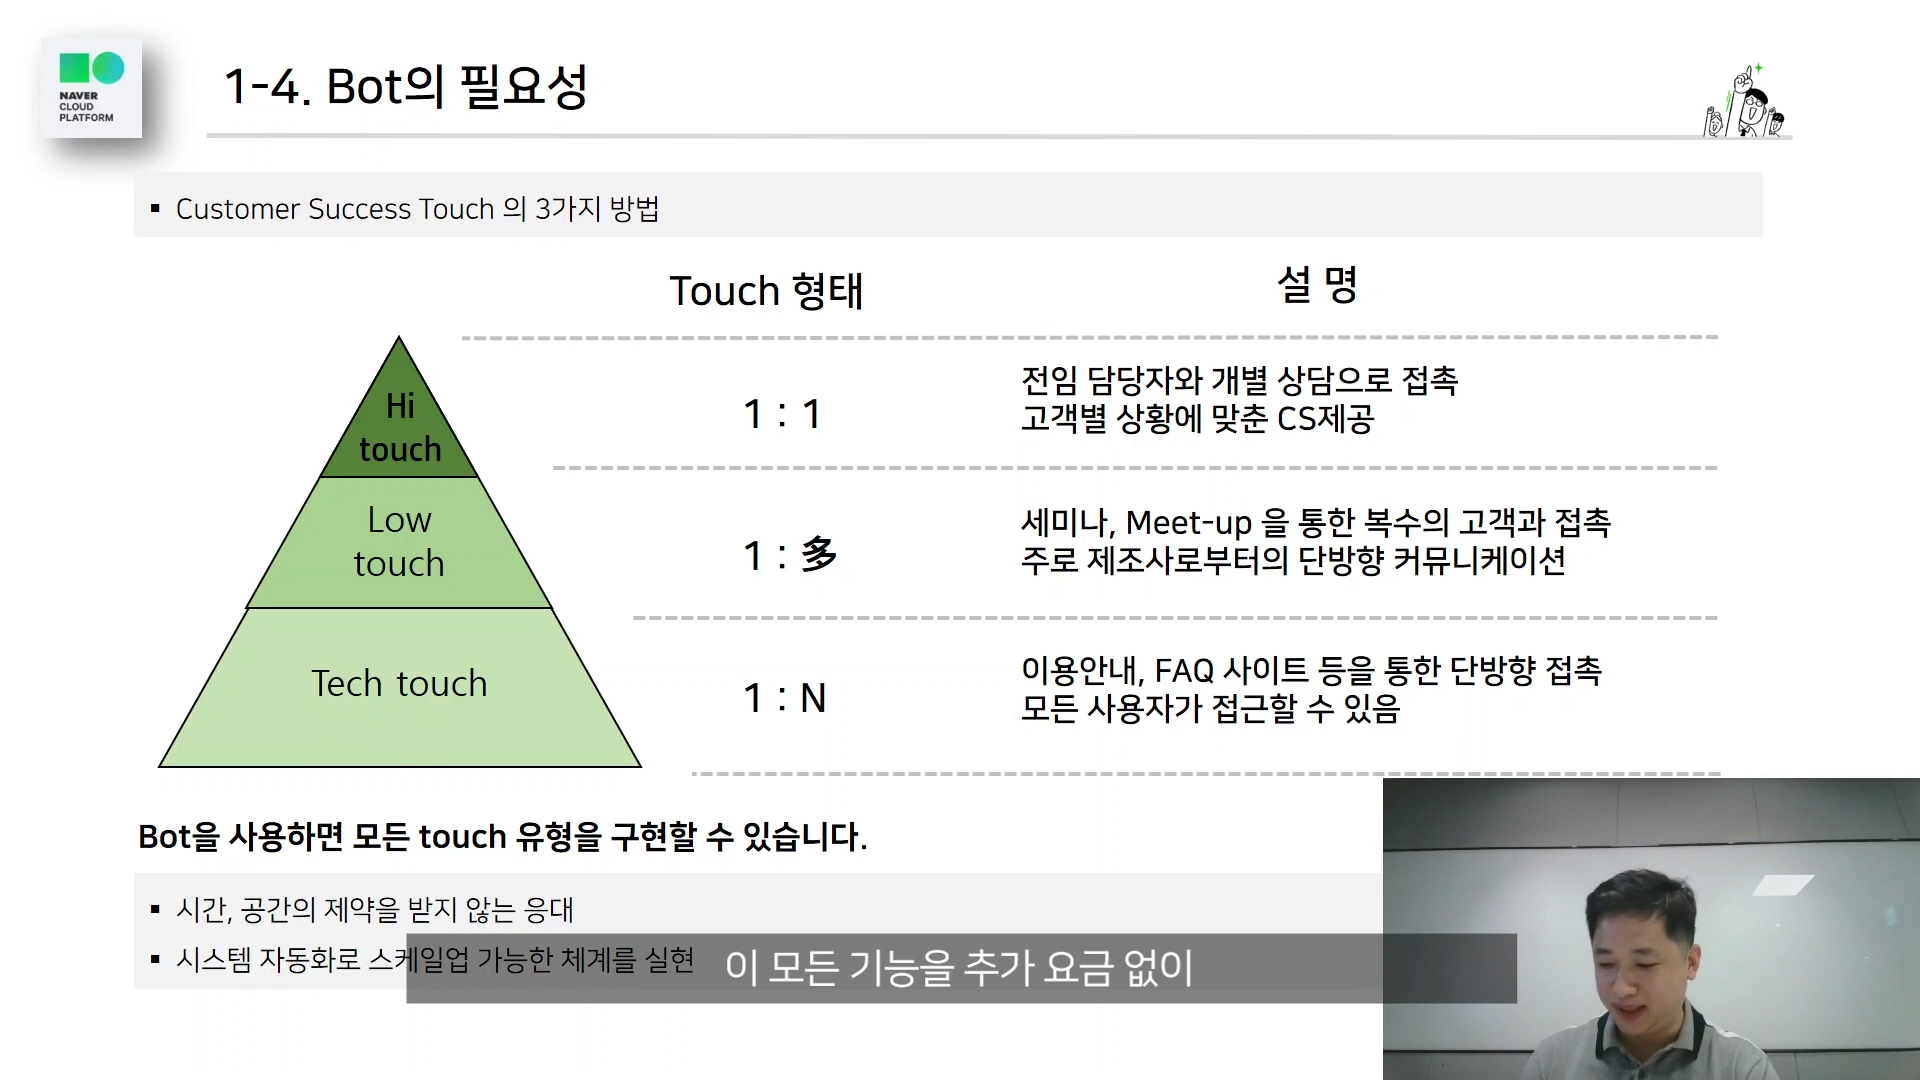 NAVER
CLOUD
PLATFORM
1-4. Bot의 필요성
▪ Customer Success Touch 의 3가지 방법
Touch 형태
설 명
Hi
touch
1 : 1
전임 담당자와 개별 상담으로 접촉
고객별 상황에 맞춘 CS제공
Low
touch
1 : 多
세미나, Meet-up 을 통한 복수의 고객과 접촉
주로 제조사로부터의 단방향 커뮤니케이션
Tech touch
1 : N
이용안내, FAQ 사이트 등을 통한 단방향 접촉
모든 사용자가 접근할 수 있음
Bot을 사용하면 모든 touch 유형을 구현할 수 있습니다.
▪ 시간, 공간의 제약을 받지 않는 응대
▪ 시스템 자동화로 스케일업 가능한 체계를 실현
이 모든 기능을 추가 요금 없이